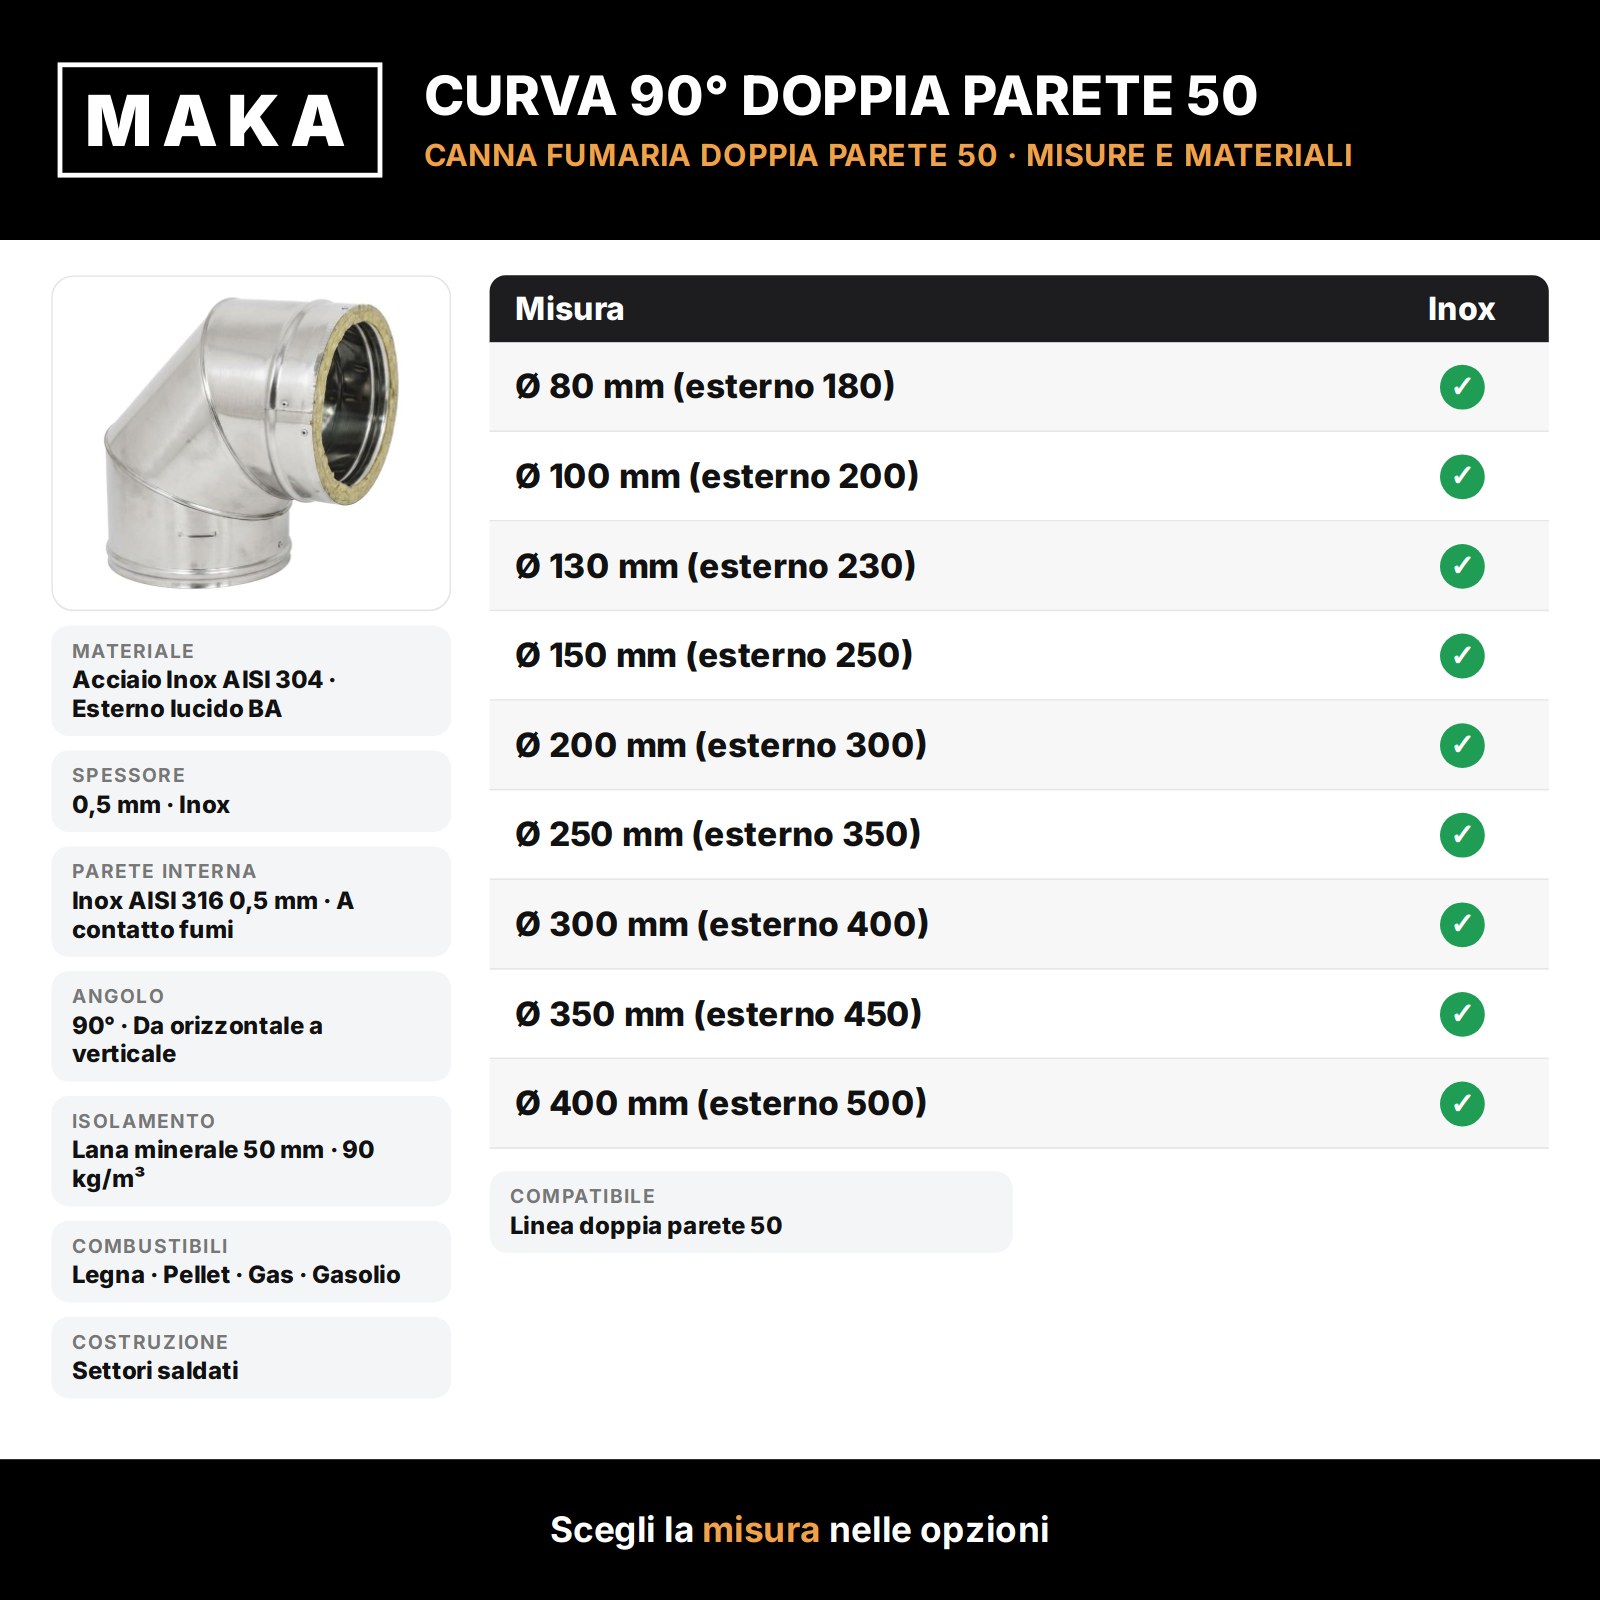 MAKA
CURVA 90° DOPPIA PARETE 50
CANNA FUMARIA DOPPIA PARETE 50 · MISURE E MATERIALI
MATERIALE
Acciaio Inox AISI 304 ·
Esterno lucido BA
SPESSORE
0,5 mm · Inox
PARETE INTERNA
Inox AISI 316 0,5 mm · A
contatto fumi
ANGOLO
90° · Da orizzontale a
verticale
ISOLAMENTO
Lana minerale 50 mm · 90
kg/m³
COMBUSTIBILI
Legna · Pellet · Gas · Gasolio
COSTRUZIONE
Settori saldati
Misura Inox
Ø 80 mm (esterno 180) ✓
Ø 100 mm (esterno 200) ✓
Ø 130 mm (esterno 230) ✓
Ø 150 mm (esterno 250) ✓
Ø 200 mm (esterno 300) ✓
Ø 250 mm (esterno 350) ✓
Ø 300 mm (esterno 400) ✓
Ø 350 mm (esterno 450) ✓
Ø 400 mm (esterno 500) ✓
COMPATIBILE
Linea doppia parete 50
Scegli la misura nelle opzioni